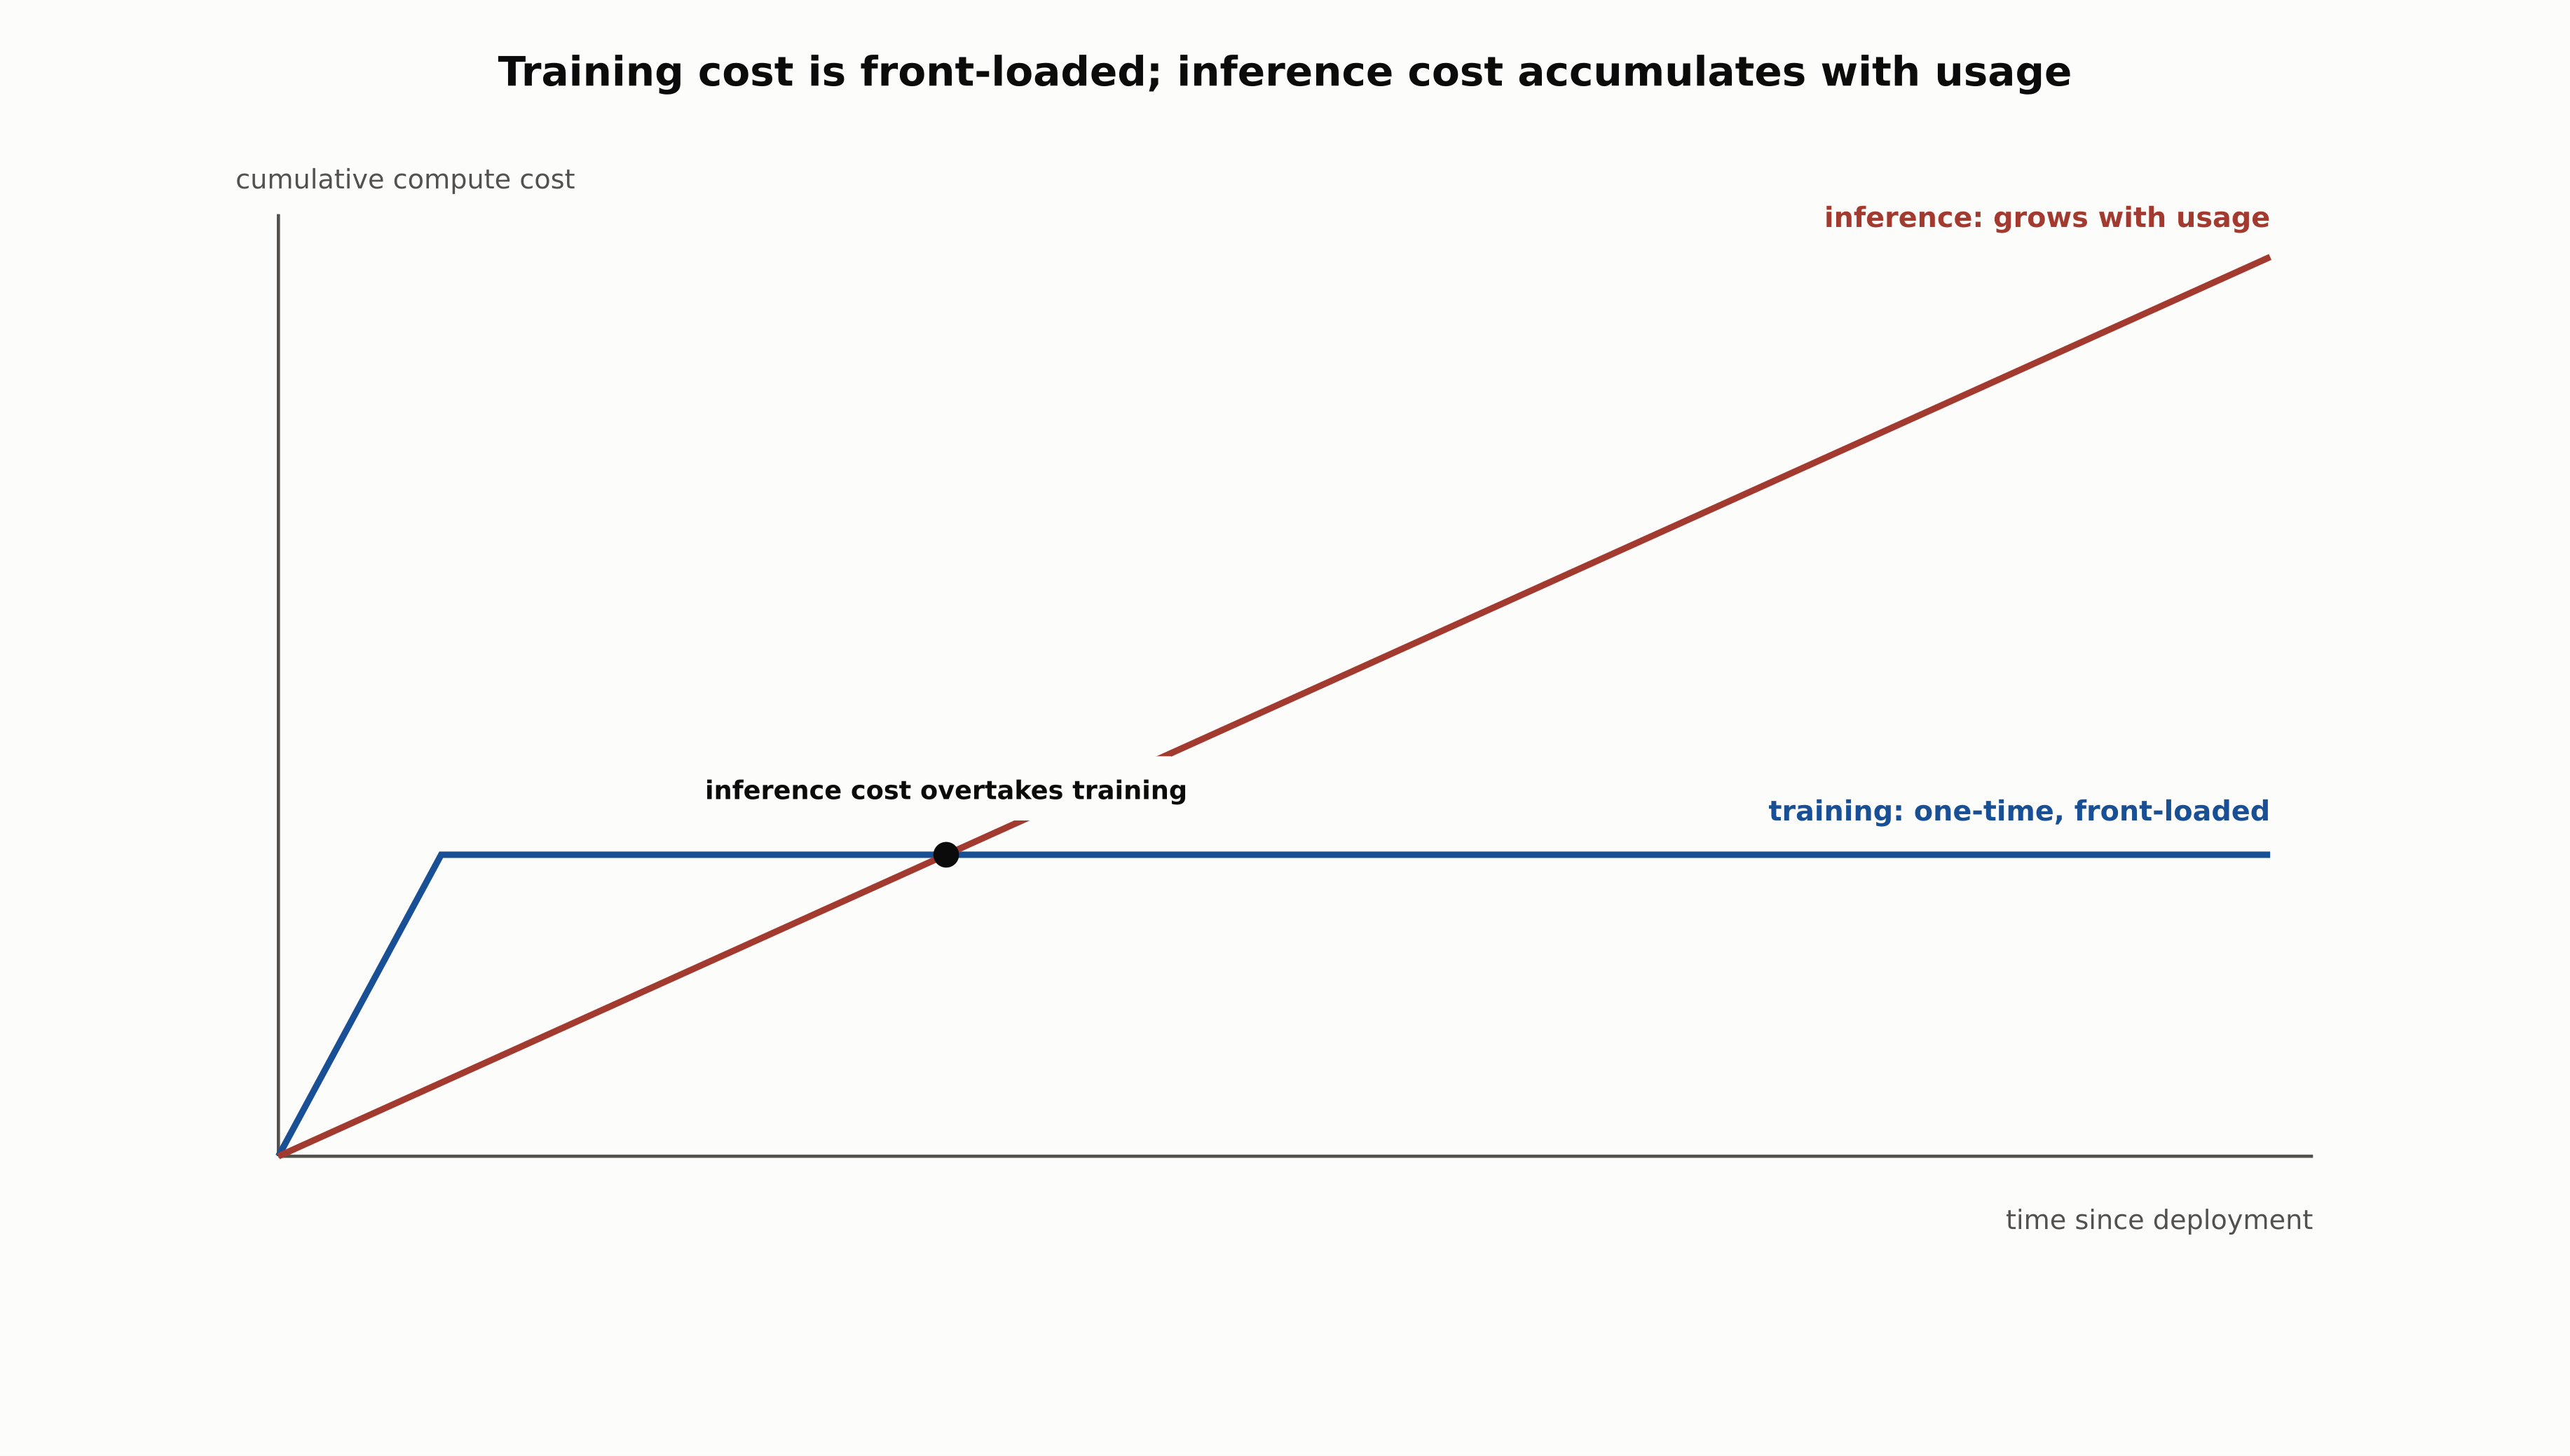 Training cost is front-loaded; inference cost accumulates with usage
cumulative compute cost
inference: grows with usage
inference cost overtakes training
training: one-time, front-loaded
time since deployment